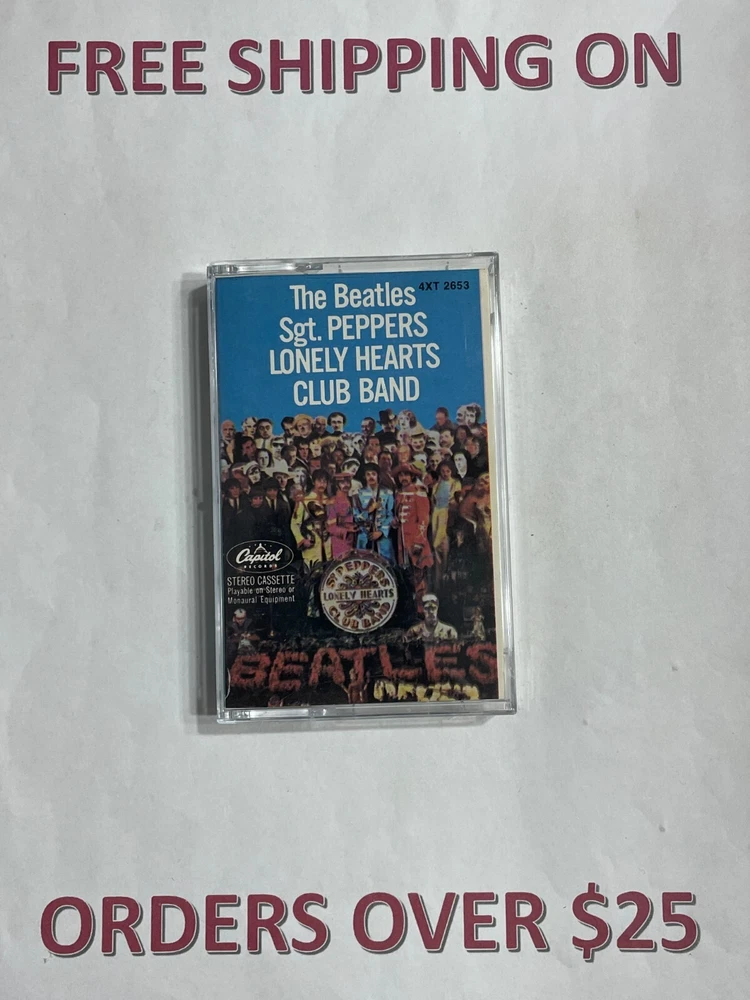 FREE SHIPPING ON
The Beatles 4XT 2653
Sgt. PEPPERS
LONELY HEARTS
CLUB BAND
Capitol
RECORDS
STEREO CASSETTE
Playable on Stereo or
Monaural Equipment
SGT. PEPPERS
LONELY HEARTS
CLUB BAND
BEATLES
ORDERS OVER $25